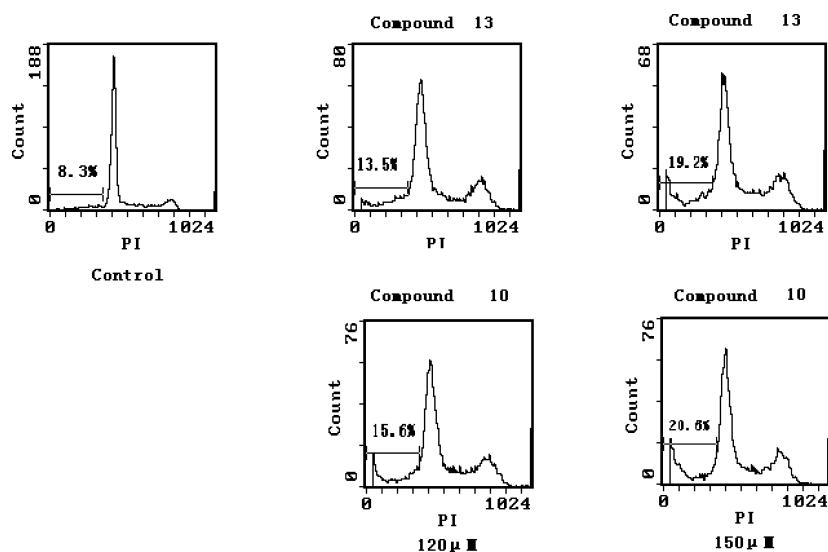 Compound 13
Compound 13
188
Count
0
8.3%
0
1024
PI
Control
80
Count
0
13.5%
0
1024
PI
68
Count
0
19.2%
0
1024
PI
Compound 10
Compound 10
76
Count
0
15.6%
0
1024
PI
120μM
76
Count
0
20.6%
0
1024
PI
150μM